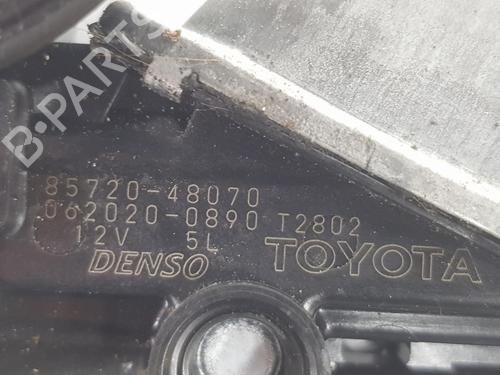 B-PARTS
85720-48070
062020-0890 T2802
12V 5L
DENSO TOYOTA